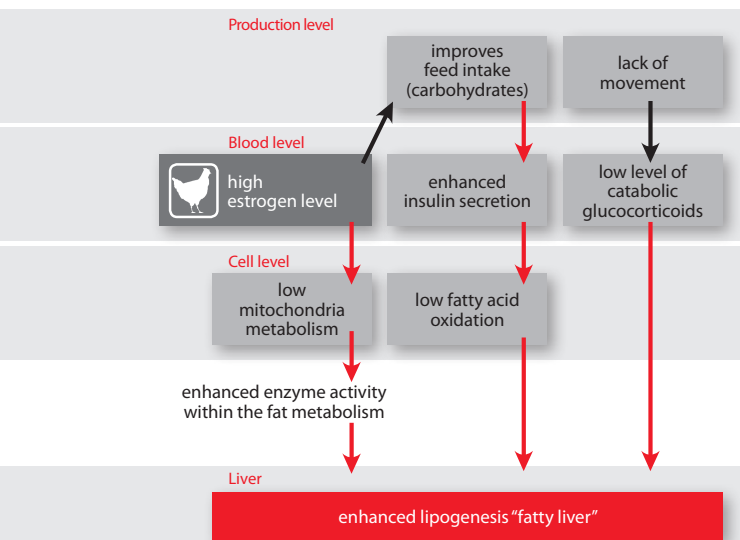 Production level
improves
feed intake
(carbohydrates)
lack of
movement
Blood level
high
estrogen level
enhanced
insulin secretion
low level of
catabolic
glucocorticoids
Cell level
low
mitochondria
metabolism
low fatty acid
oxidation
enhanced enzyme activity
within the fat metabolism
Liver
enhanced lipogenesis “fatty liver”